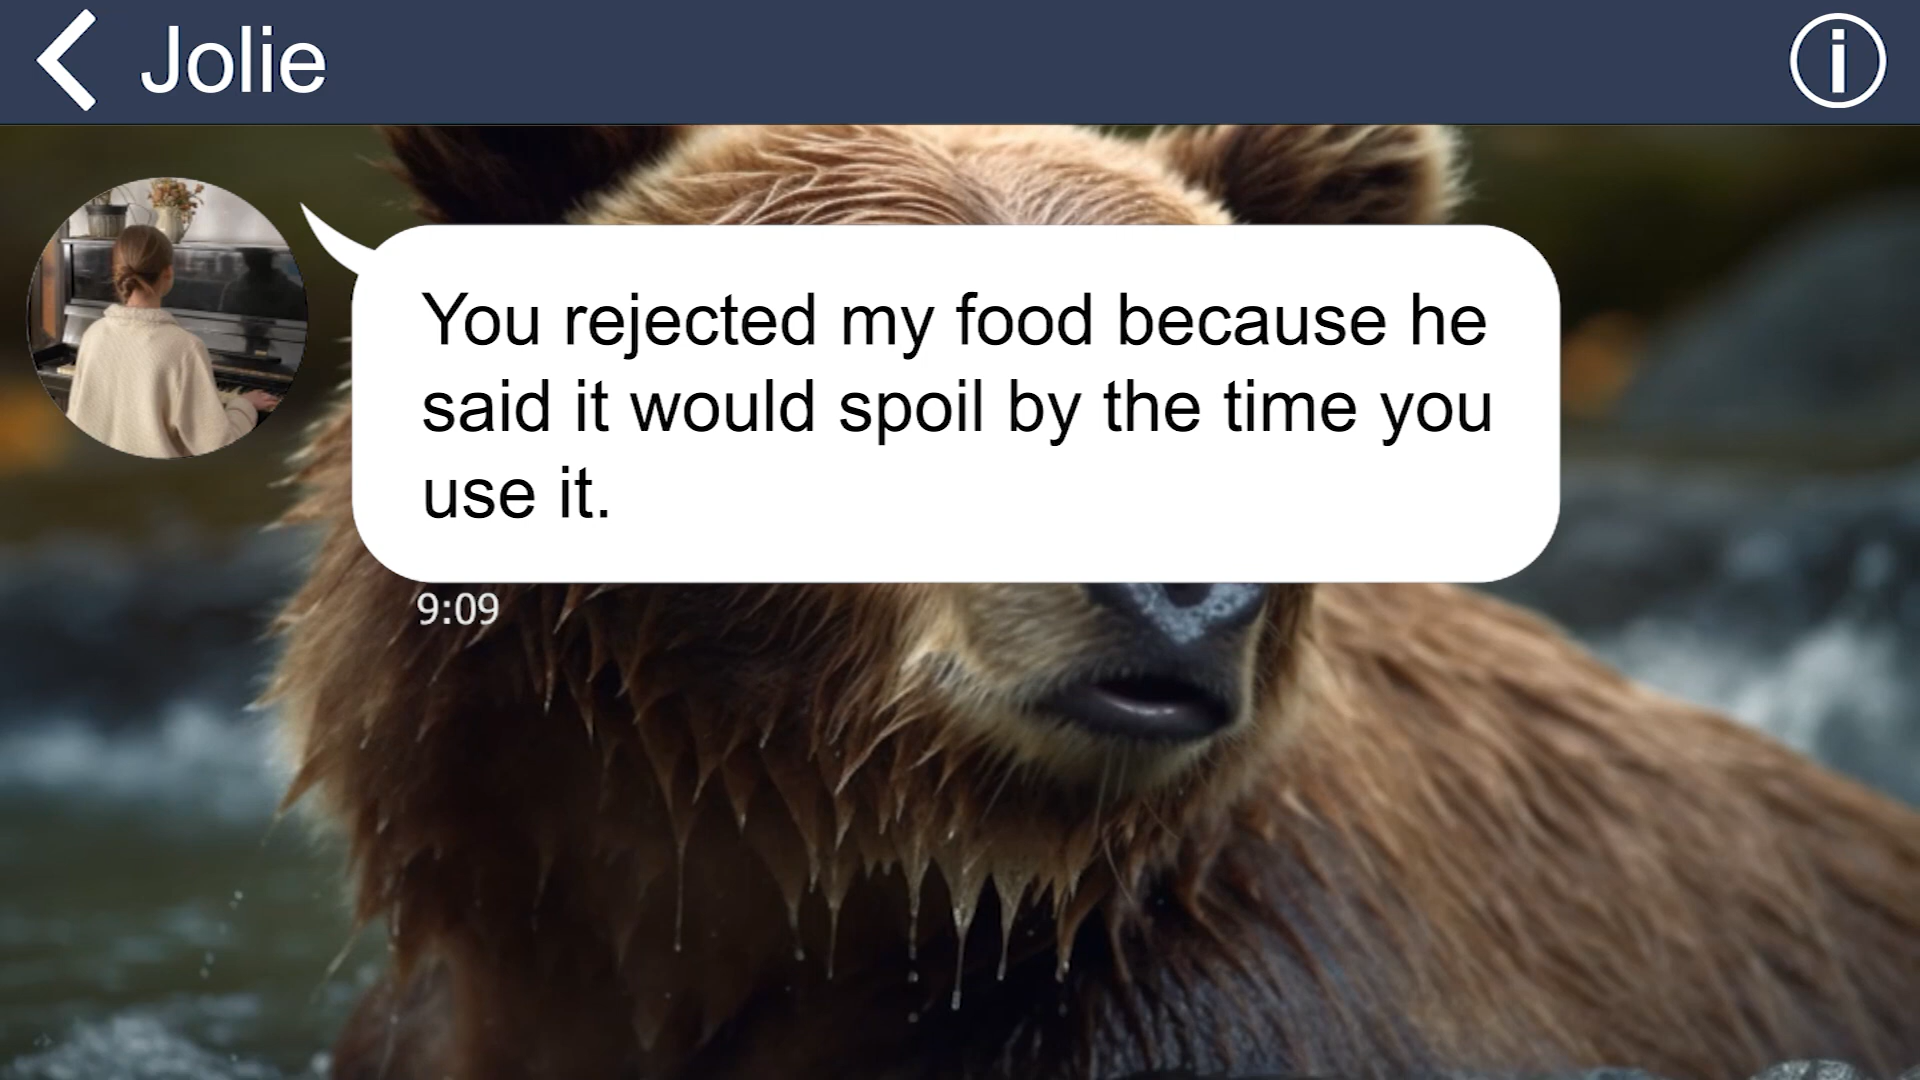 Jolie
You rejected my food because he
said it would spoil by the time you
use it.
9:09